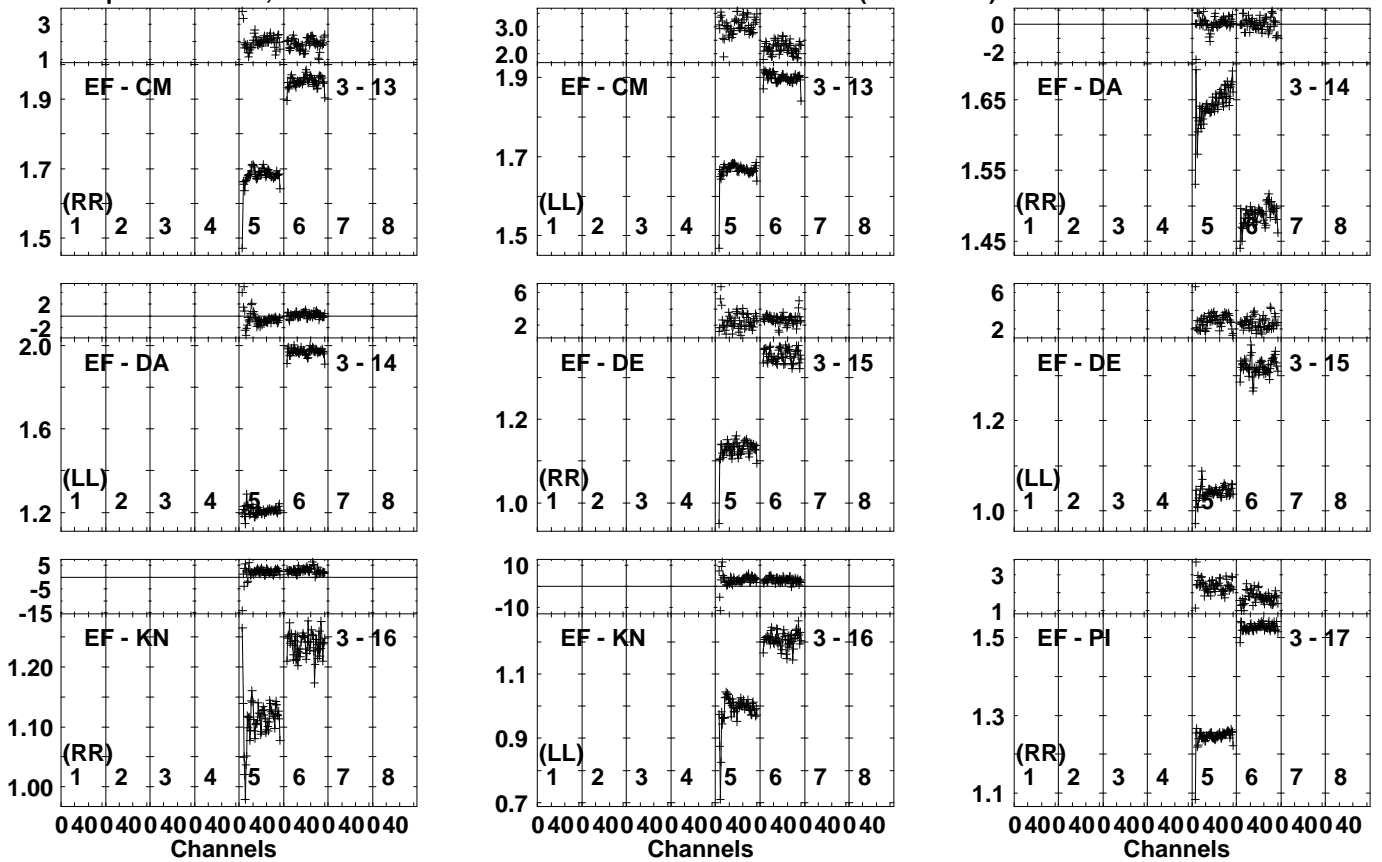 3
1
EF - CM 3 - 13
1.9
1.7
(RR)
1 2 3 4 5 6 7 8
1.5
3.0
2.0
1.9
EF - CM 3 - 13
1.7
(LL)
1 2 3 4 5 6 7 8
1.5
0
-2
EF - DA 3 - 14
1.65
1.55
(RR)
1 2 3 4 5 6 7 8
1.45
2
-2
2.0
EF - DA 3 - 14
1.6
(LL)
1 2 3 4 5 6 7 8
1.2
6
2
EF - DE 3 - 15
1.2
(RR)
1 2 3 4 5 6 7 8
1.0
6
2
EF - DE 3 - 15
1.2
(LL)
1 2 3 4 5 6 7 8
1.0
5
-5
-15
EF - KN 3 - 16
1.20
1.10
(RR)
1 2 3 4 5 6 7 8
1.00
10
-10
EF - KN 3 - 16
1.1
0.9
(LL)
1 2 3 4 5 6 7 8
0.7
3
1
EF - PI 3 - 17
1.5
1.3
(RR)
1 2 3 4 5 6 7 8
1.1
0 40 0 40 0 40 0 40 0 40 0 40 0 40 0 40
Channels
0 40 0 40 0 40 0 40 0 40 0 40 0 40 0 40
Channels
0 40 0 40 0 40 0 40 0 40 0 40 0 40 0 40
Channels